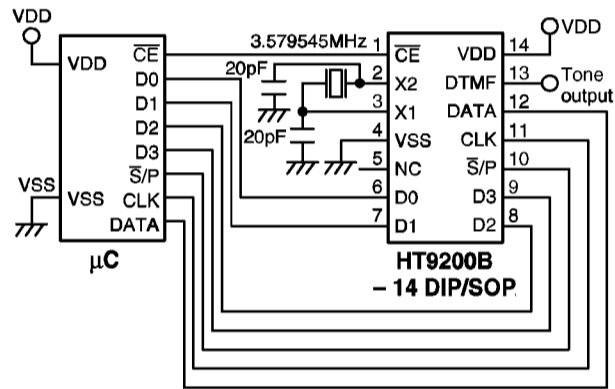 VDD
VDD
CE
D0
D1
D2
D3
S/P
VSS
VSS
CLK
DATA
µC
3.579545MHz
20pF
20pF
1 CE
2 X2
3 X1
4 VSS
5 NC
6 D0
7 D1
VDD 14
DTMF 13
DATA 12
CLK 11
S/P 10
D3 9
D2 8
VDD
Tone
output
HT9200B
– 14 DIP/SOP